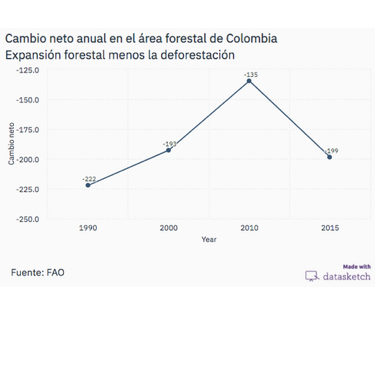 Cambio neto anual en el área forestal de Colombia
Expansión forestal menos la deforestación
-125.0
-150.0
-175.0
-200.0
-225.0
-250.0
Cambio neto
-222
-193
-135
-199
1990
2000
2010
2015
Year
Fuente: FAO
Made with
datasketch